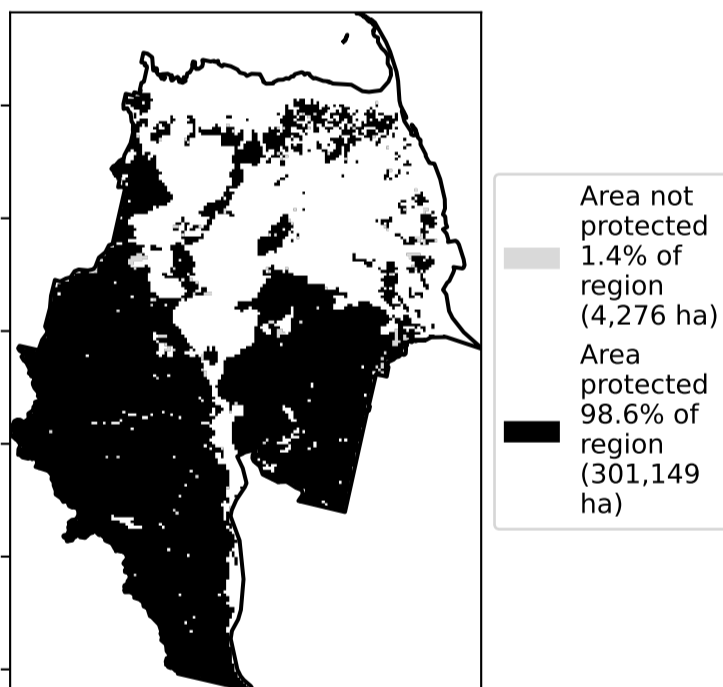 Area not
protected
1.4% of
region
(4,276 ha)
Area
protected
98.6% of
region
(301,149
ha)